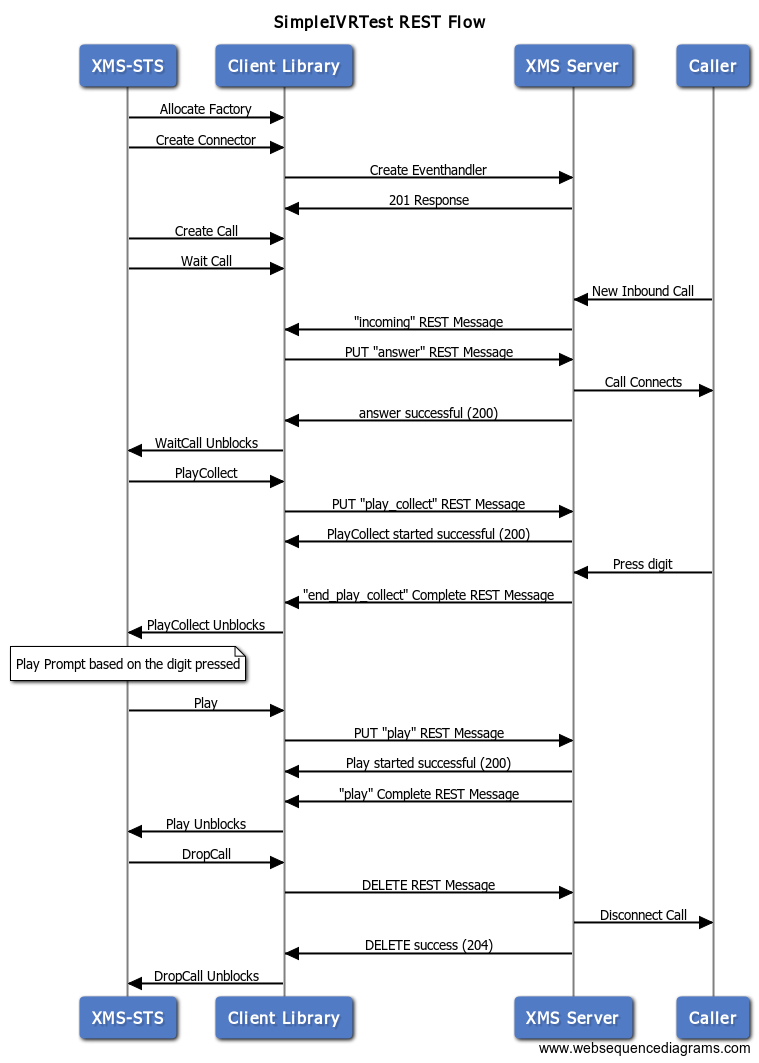 SimpleIVRTest REST Flow
XMS-STS
Client Library
XMS Server
Caller
Allocate Factory
Create Connector
Create Eventhandler
201 Response
Create Call
Wait Call
New Inbound Call
"incoming" REST Message
PUT "answer" REST Message
Call Connects
answer successful (200)
WaitCall Unblocks
PlayCollect
PUT "play_collect" REST Message
PlayCollect started successful (200)
Press digit
"end_play_collect" Complete REST Message
PlayCollect Unblocks
Play Prompt based on the digit pressed
Play
PUT "play" REST Message
Play started successful (200)
"play" Complete REST Message
Play Unblocks
DropCall
DELETE REST Message
Disconnect Call
DELETE success (204)
DropCall Unblocks
XMS-STS
Client Library
XMS Server
Caller
www.websequencediagrams.com